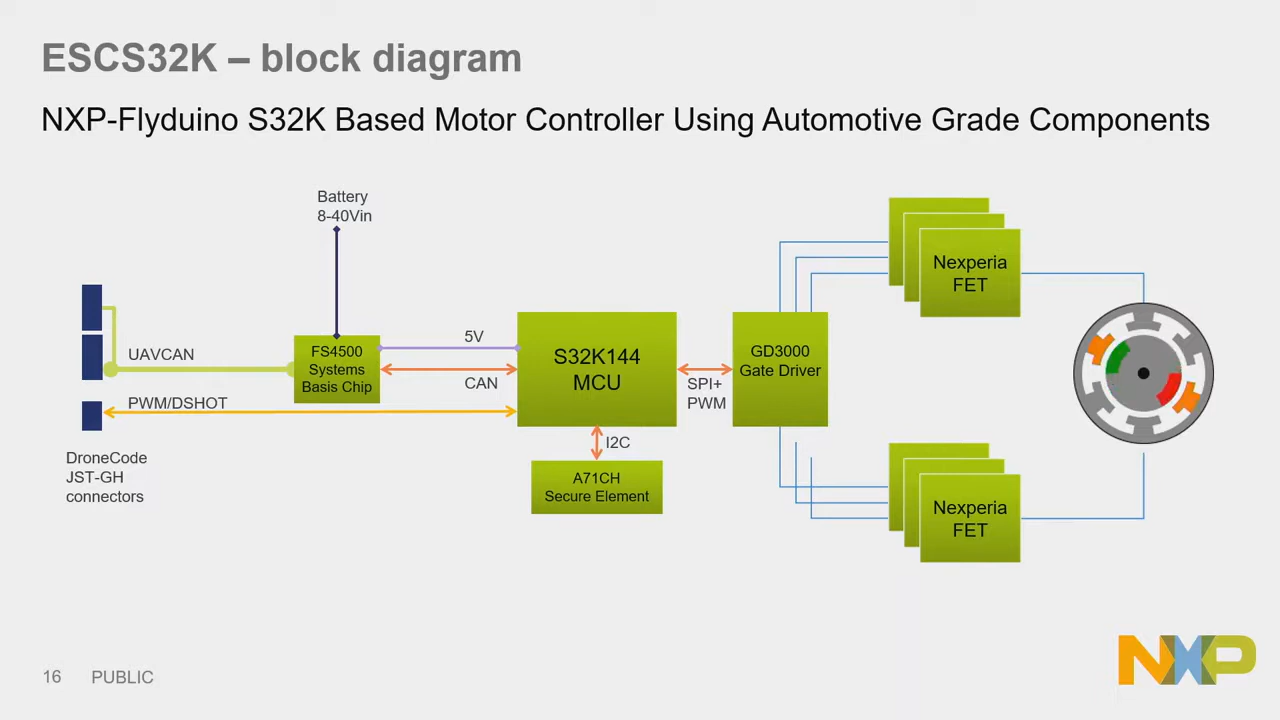 ESCS32K – block diagram
NXP-Flyduino S32K Based Motor Controller Using Automotive Grade Components
Battery
8-40Vin
UAVCAN
PWM/DSHOT
DroneCode
JST-GH
connectors
FS4500
Systems
Basis Chip
5V
CAN
S32K144
MCU
I2C
A71CH
Secure Element
SPI+
PWM
GD3000
Gate Driver
Nexperia
FET
Nexperia
FET
16 PUBLIC
NXP